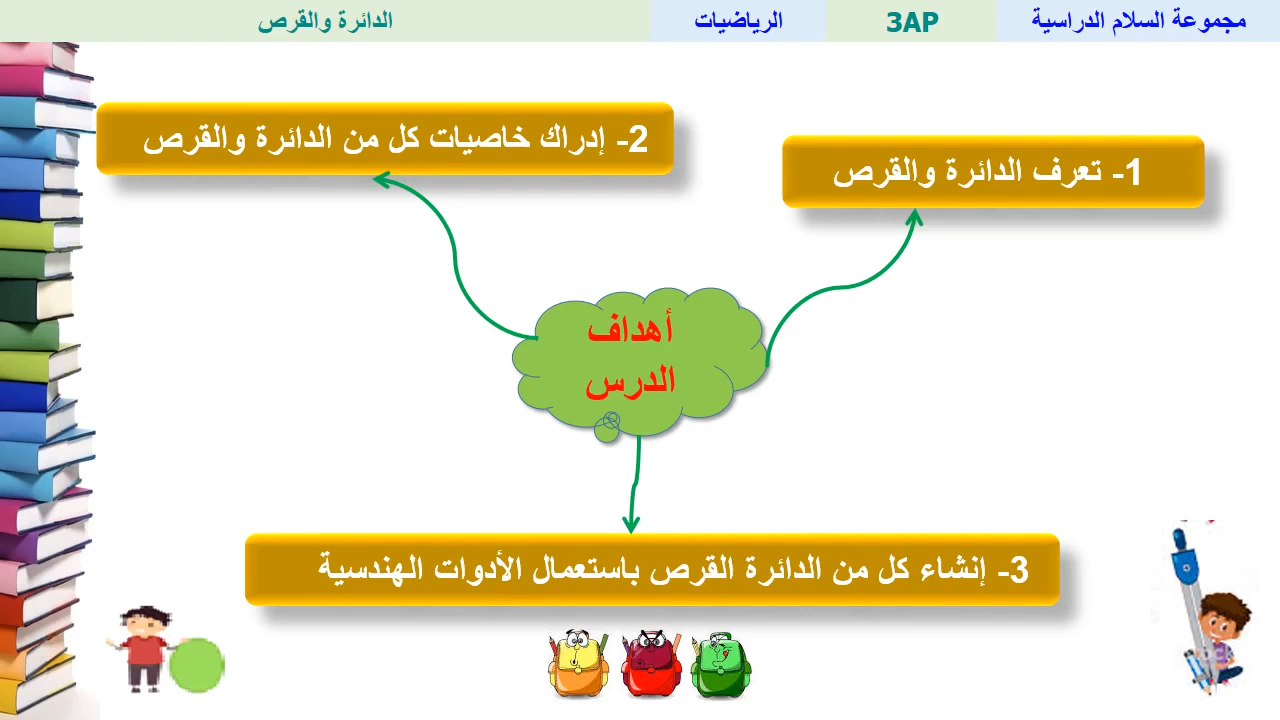 مجموعة السلام الدراسية
3AP
الرياضيات
الدائرة والقرص
1- تعرف الدائرة والقرص
2- إدراك خاصيات كل من الدائرة والقرص
أهداف
الدرس
3- إنشاء كل من الدائرة القرص باستعمال الأدوات الهندسية